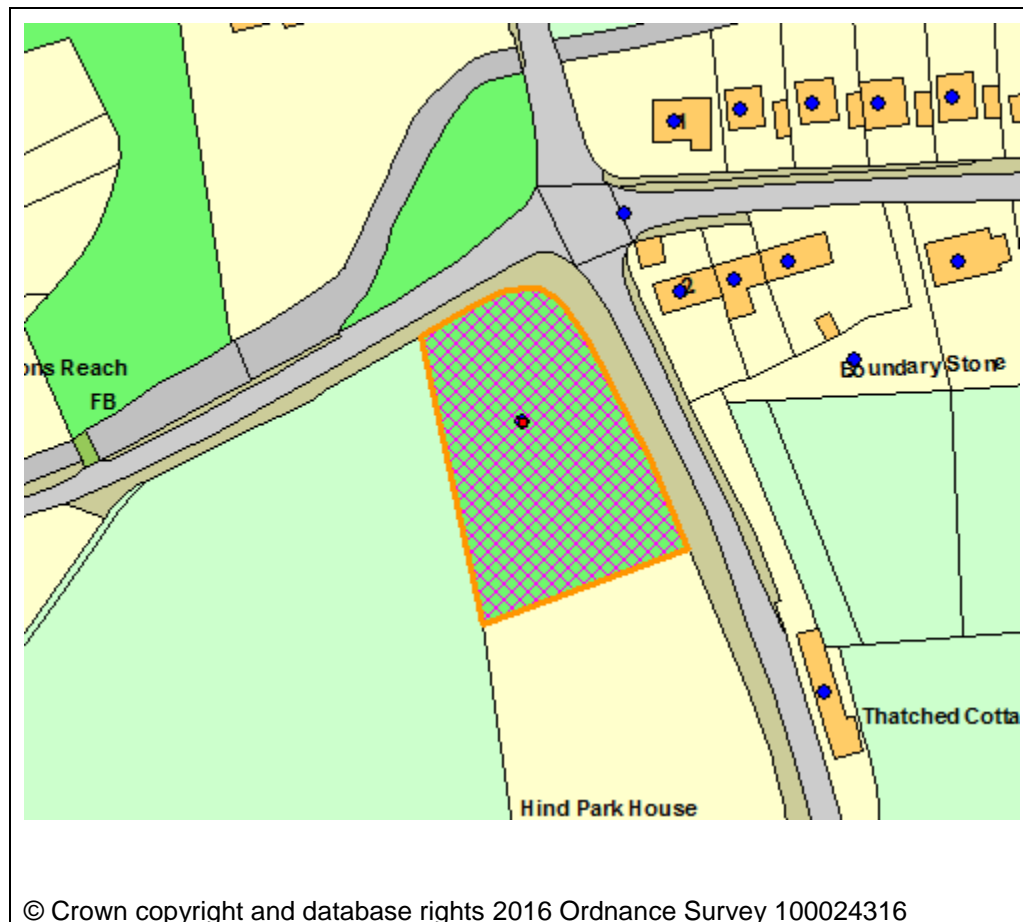 1
2
Boundary Stone
ons Reach
FB
Thatched Cotta
Hind Park House
© Crown copyright and database rights 2016 Ordnance Survey 100024316